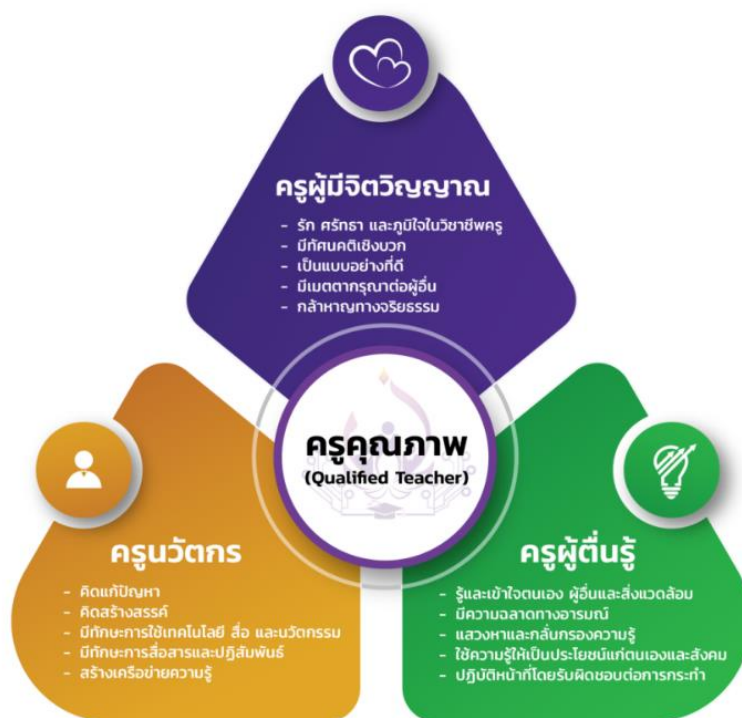 ครูผู้มีจิตวิญญาณ
- รัก ศรัทธา และภูมิใจในวิชาชีพครู
- มีทัศนคติเชิงบวก
- เป็นแบบอย่างที่ดี
- มีเมตตากรุณาต่อผู้อื่น
- กล้าหาญทางจริยธรรม
ครูคุณภาพ
(Qualified Teacher)
ครูนวัตกร
- คิดแก้ปัญหา
- คิดสร้างสรรค์
- มีทักษะการใช้เทคโนโลยี สื่อ และนวัตกรรม
- มีทักษะการสื่อสารและปฏิสัมพันธ์
- สร้างเครือข่ายความรู้
ครูผู้ตื่นรู้
- รู้และเข้าใจตนเอง ผู้อื่นและสิ่งแวดล้อม
- มีความฉลาดทางอารมณ์
- แสวงหาและกลั่นกรองความรู้
- ใช้ความรู้ให้เป็นประโยชน์แก่ตนเองและสังคม
- ปฏิบัติหน้าที่โดยรับผิดชอบต่อการกระทำ